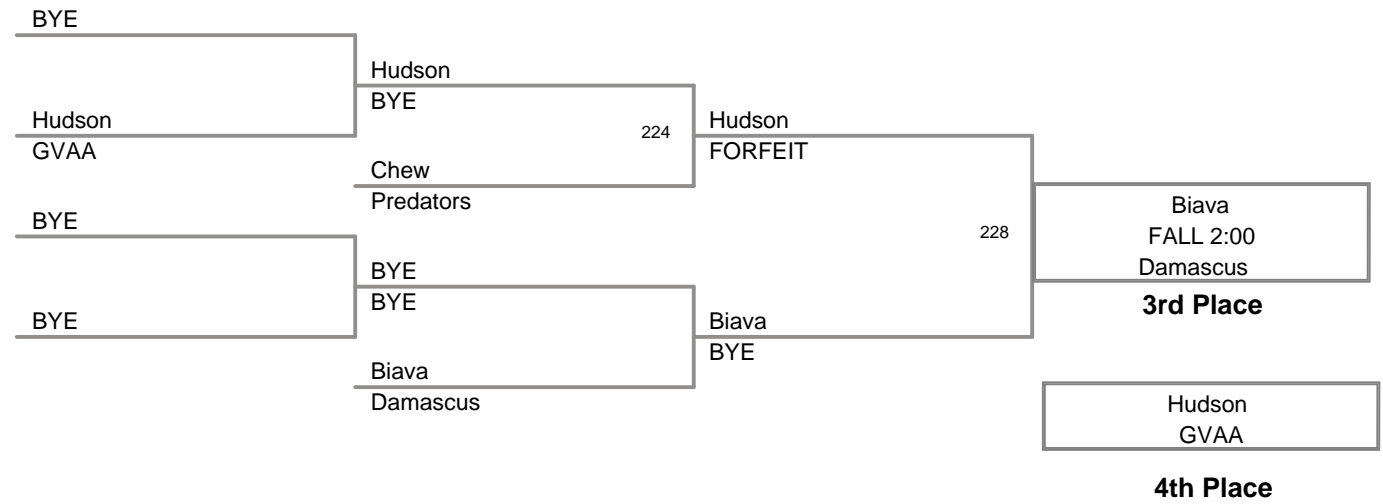 BYE
Hudson
BYE
Hudson
GVAA
224
Hudson
FORFEIT
Chew
Predators
BYE
228
Biava
FALL 2:00
Damascus
3rd Place
BYE
BYE
BYE
Biava
BYE
Biava
Damascus
Hudson
GVAA
4th Place